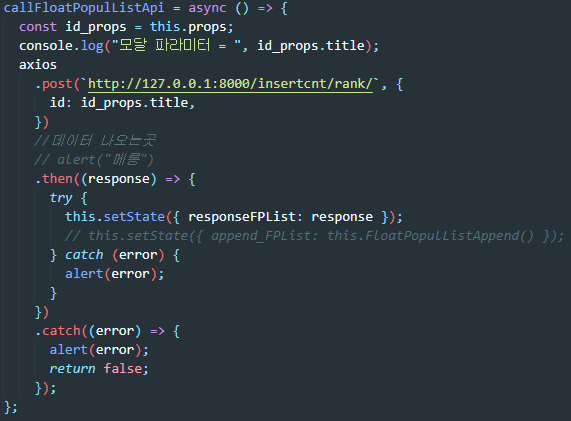 callFloatPopulListApi = async () => {
  const id_props = this.props;
  console.log("모달 파라미터 = ", id_props.title);
  axios
    .post(`http://127.0.0.1:8000/insertcnt/rank/`, {
      id: id_props.title,
    })
    //데이터 나오는곳
    // alert("메롱")
    .then((response) => {
      try {
        this.setState({ responseFPList: response });
        // this.setState({ append_FPList: this.FloatPopulListAppend() });
      } catch (error) {
        alert(error);
      }
    })
    .catch((error) => {
      alert(error);
      return false;
    });
};